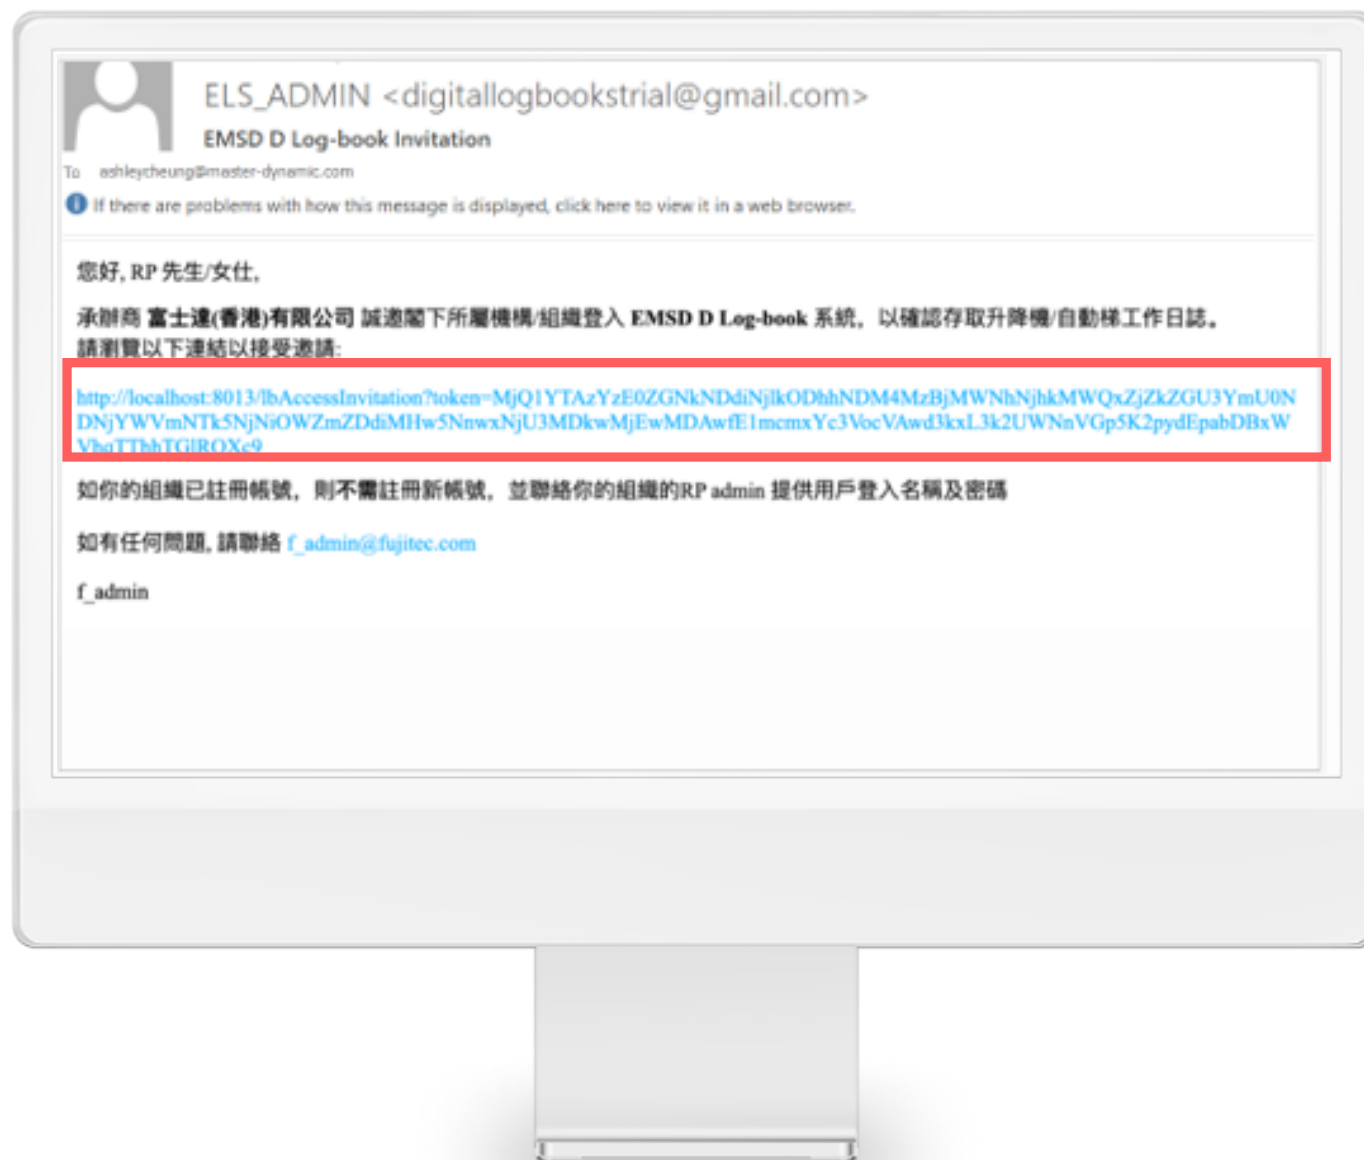 ELS_ADMIN <digitallogbookstrial@gmail.com>
EMSD D Log-book Invitation
To ashleycheung@master-dynamic.com
If there are problems with how this message is displayed, click here to view it in a web browser.
您好, RP 先生/女仕,
承辦商 富士達(香港)有限公司 誠邀閣下所屬機構/組織登入 EMSD D Log-book 系統，以確認存取升降機/自動梯工作日誌。
請瀏覽以下連結以接受邀請:
http://localhost:8013/lbAccessInvitation?token=MjQ1YTAzYzE0ZGNkNDdiNjlkODhhNDM4MzBjMWNhNjhkMWQxZjZkZGU3YmU0N
DNjYWVmNTk5NjNiOWZmZDdiMHw5NnwxNjU3MDkwMjEwMDAwfE1mcmxYc3VocVAwd3kxL3k2UWNnVGp5K2pydEpabDBxW
VhqTThhTGlROXc9
如你的組織已註冊帳號，則不需註冊新帳號，並聯絡你的組織的RP admin 提供用戶登入名稱及密碼
如有任何問題, 請聯絡 f_admin@fujitec.com
f_admin